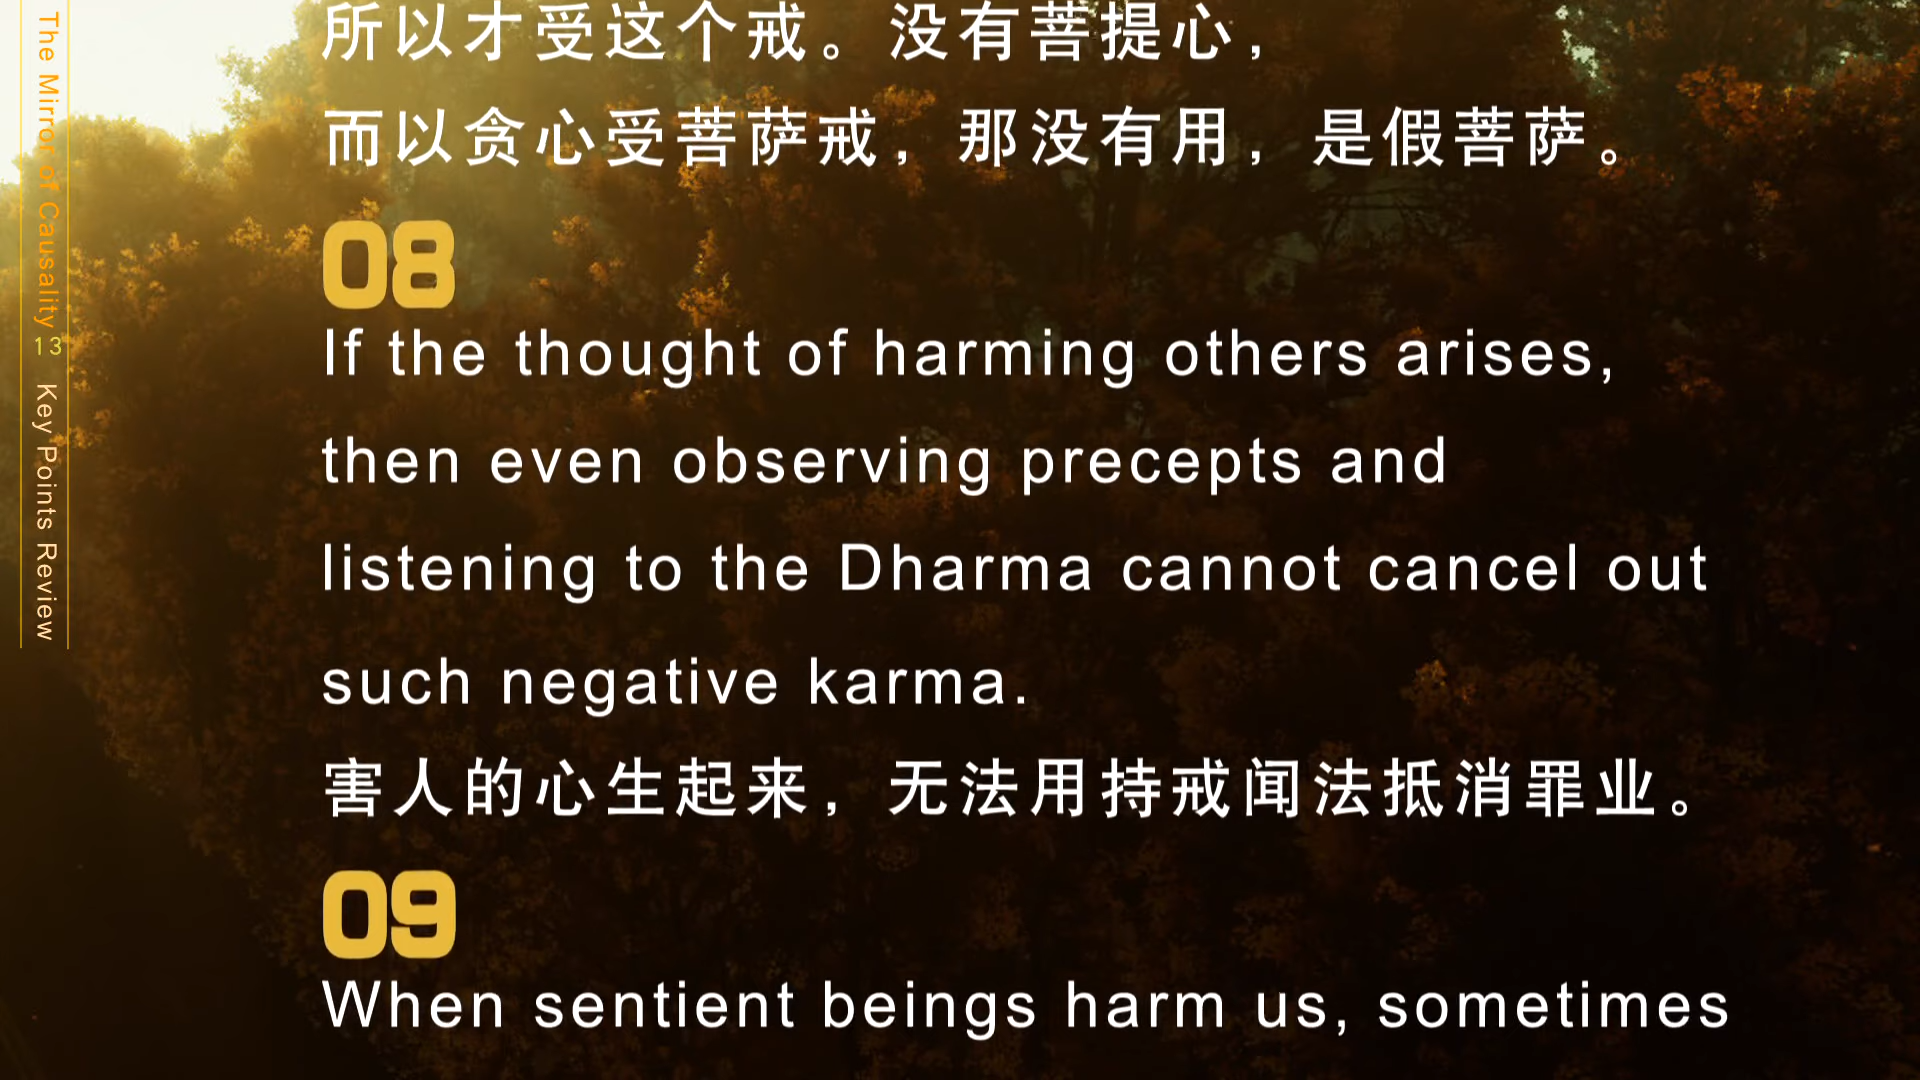 The Mirror of Causality 13 Key Points Review
所以才受这个戒。没有菩提心，
而以贪心受菩萨戒，那没有用，是假菩萨。
08
If the thought of harming others arises,
then even observing precepts and
listening to the Dharma cannot cancel out
such negative karma.
害人的心生起来，无法用持戒闻法抵消罪业。
09
When sentient beings harm us, sometimes